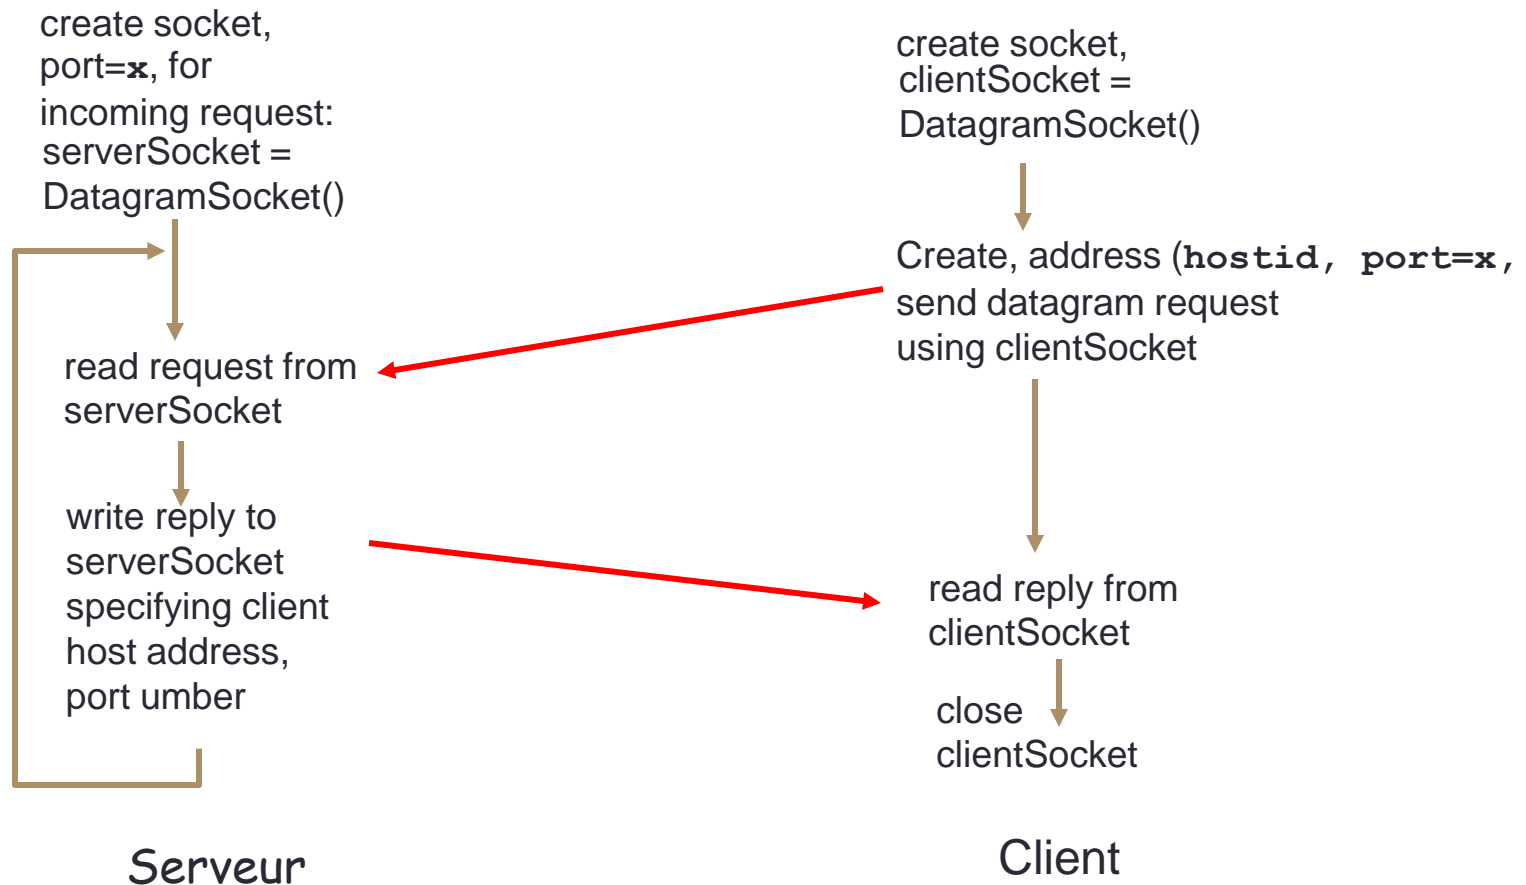 create socket,
port=x, for
incoming request:
serverSocket =
DatagramSocket()
read request from
serverSocket
write reply to
serverSocket
specifying client
host address,
port umber
Serveur
create socket,
clientSocket =
DatagramSocket()
Create, address (hostid, port=x,
send datagram request
using clientSocket
read reply from
clientSocket
close
clientSocket
Client